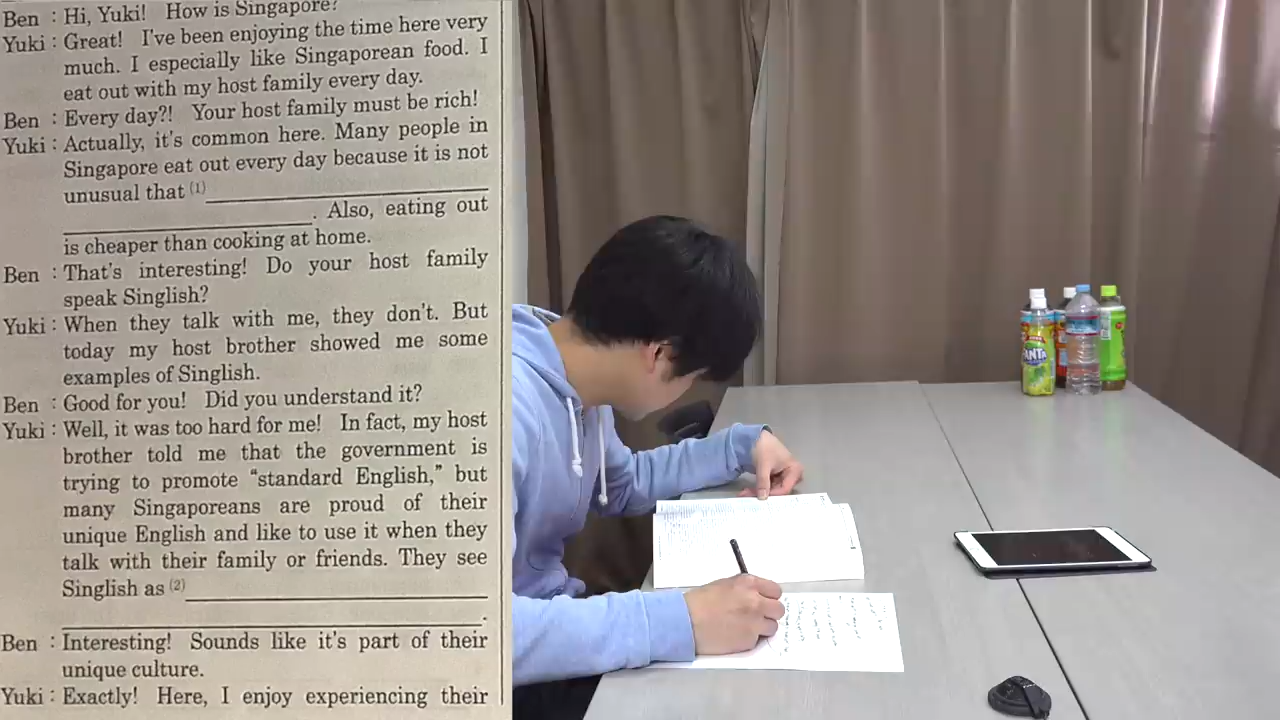 Ben : Hi, Yuki! How is Singapore?
Yuki : Great! I've been enjoying the time here very
much. I especially like Singaporean food. I
eat out with my host family every day.
Ben : Every day?! Your host family must be rich!
Yuki : Actually, it's common here. Many people in
Singapore eat out every day because it is not
unusual that (1)
. Also, eating out
is cheaper than cooking at home.
Ben : That's interesting! Do your host family
speak Singlish?
Yuki : When they talk with me, they don't. But
today my host brother showed me some
examples of Singlish.
Ben : Good for you! Did you understand it?
Yuki : Well, it was too hard for me! In fact, my host
brother told me that the government is
trying to promote “standard English,” but
many Singaporeans are proud of their
unique English and like to use it when they
talk with their family or friends. They see
Singlish as (2)
.
Ben : Interesting! Sounds like it's part of their
unique culture.
Yuki : Exactly! Here, I enjoy experiencing their
FANTA